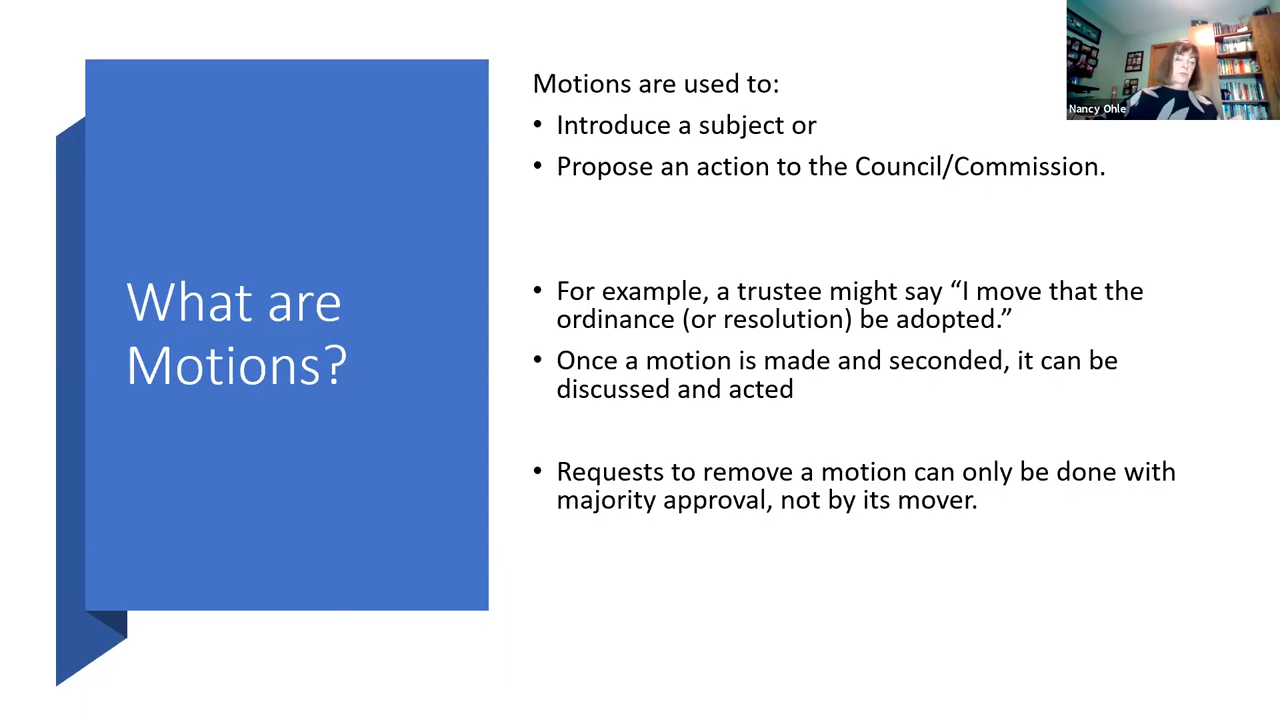 What are
Motions?
Motions are used to:
• Introduce a subject or
• Propose an action to the Council/Commission.
• For example, a trustee might say “I move that the
ordinance (or resolution) be adopted.”
• Once a motion is made and seconded, it can be
discussed and acted
• Requests to remove a motion can only be done with
majority approval, not by its mover.
Nancy Ohle